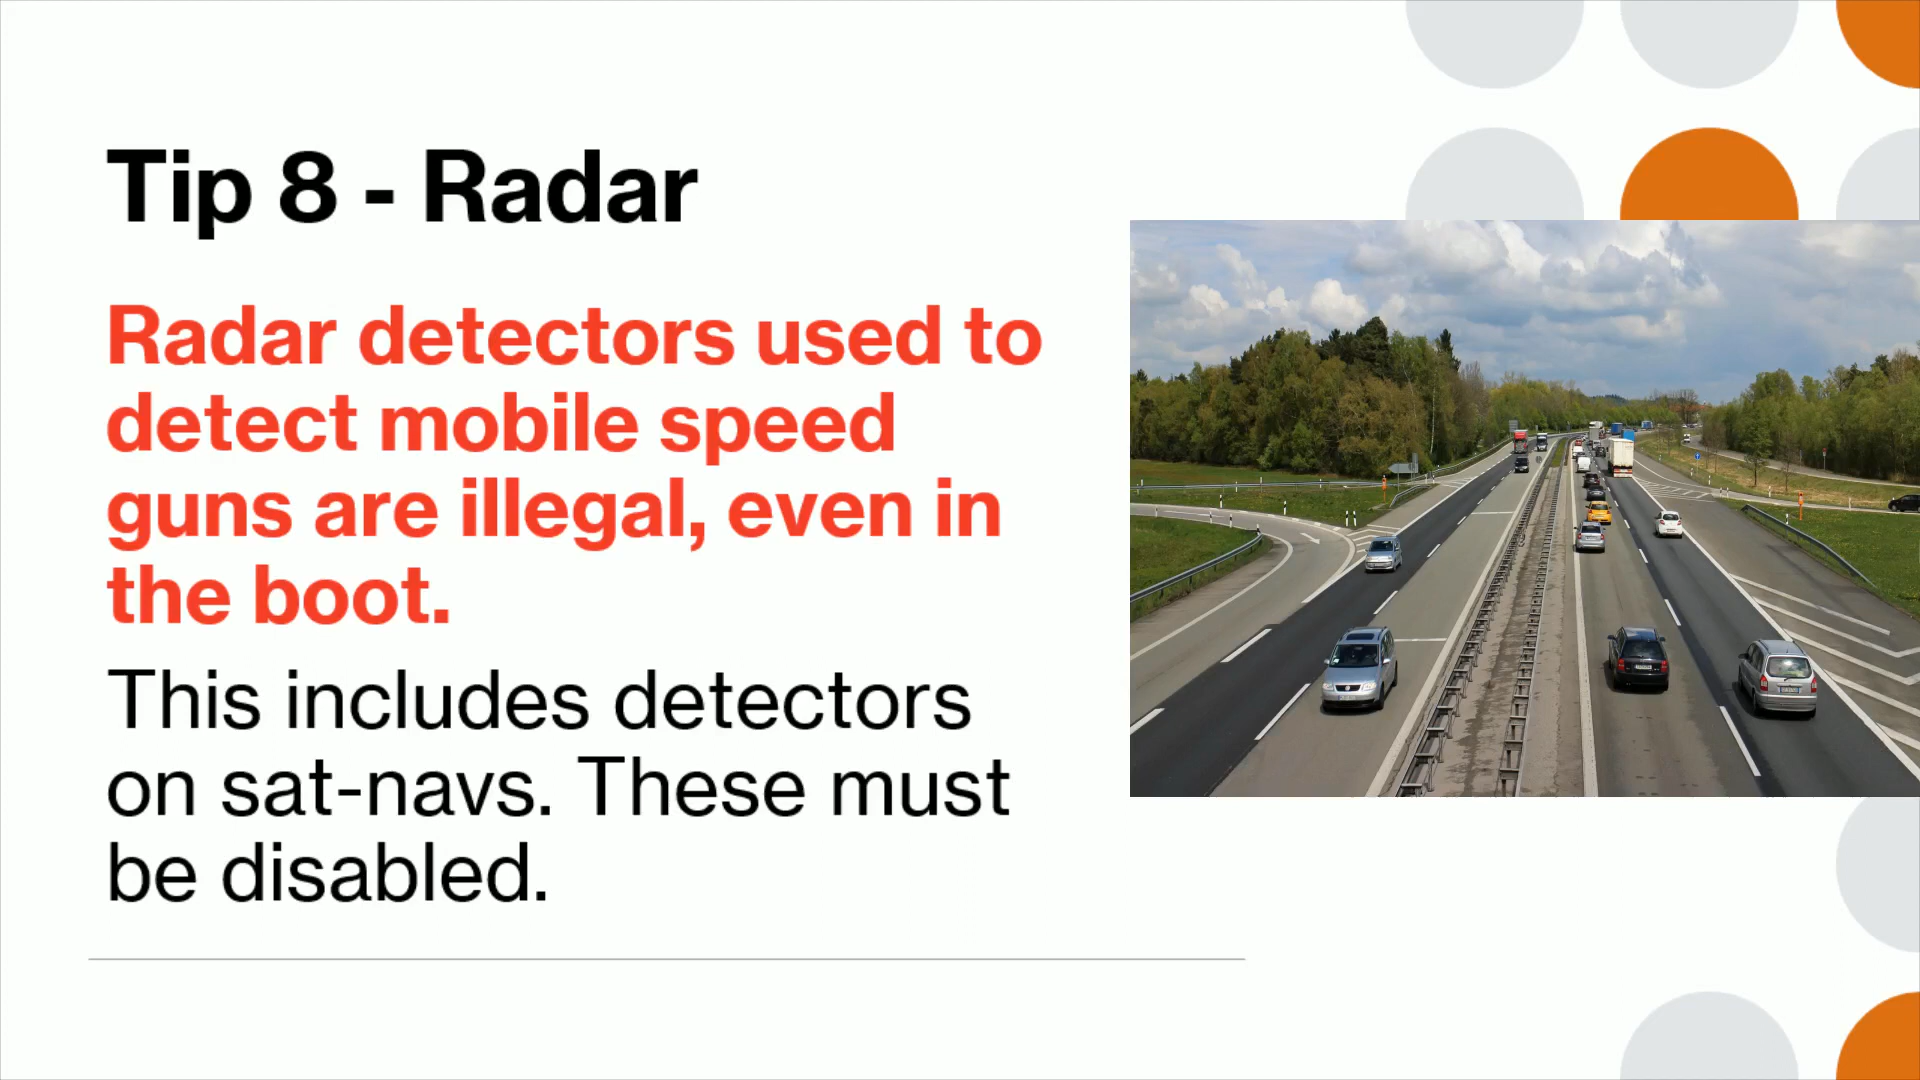 Tip 8 - Radar
Radar detectors used to
detect mobile speed
guns are illegal, even in
the boot.
This includes detectors
on sat-navs. These must
be disabled.